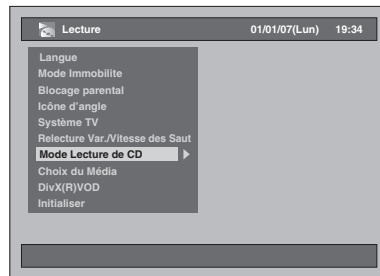 Lecture 01/01/07(Lun) 19:34
Langue
Mode Immobilite
Blocage parental
Icône d'angle
Système TV
Relecture Var./Vitesse des Saut
Mode Lecture de CD
Choix du Média
DivX(R)VOD
Initialiser